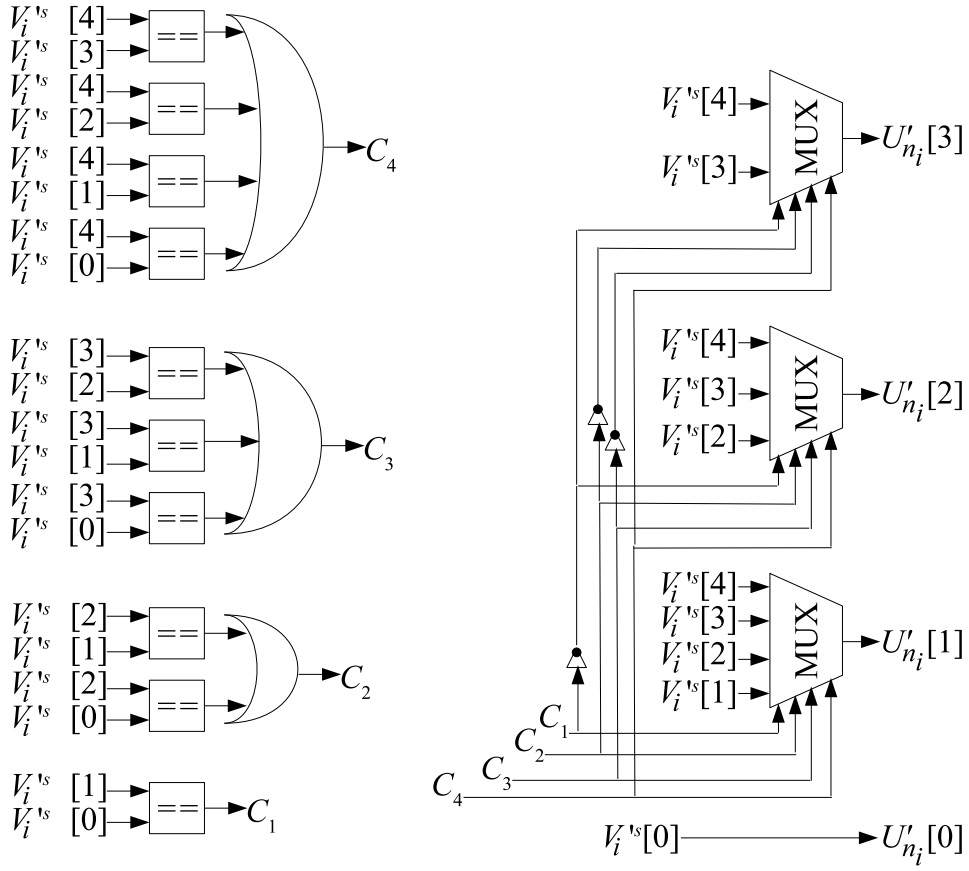 V_i'^s [4]
==
V_i'^s [3]
V_i'^s [4]
==
V_i'^s [2]
C_4
V_i'^s [4]
==
V_i'^s [1]
V_i'^s [4]
==
V_i'^s [0]
V_i'^s [3]
==
V_i'^s [2]
V_i'^s [3]
==
V_i'^s [1]
C_3
V_i'^s [3]
==
V_i'^s [0]
V_i'^s [2]
==
V_i'^s [1]
C_2
V_i'^s [2]
==
V_i'^s [0]
V_i'^s [1]
==
V_i'^s [0]
C_1
V_i'^s[4]
V_i'^s[3]
MUX
U'_{n_i}[3]
V_i'^s[4]
V_i'^s[3]
V_i'^s[2]
MUX
U'_{n_i}[2]
V_i'^s[4]
V_i'^s[3]
V_i'^s[2]
V_i'^s[1]
MUX
U'_{n_i}[1]
C_1
C_2
C_3
C_4
V_i'^s[0]
U'_{n_i}[0]